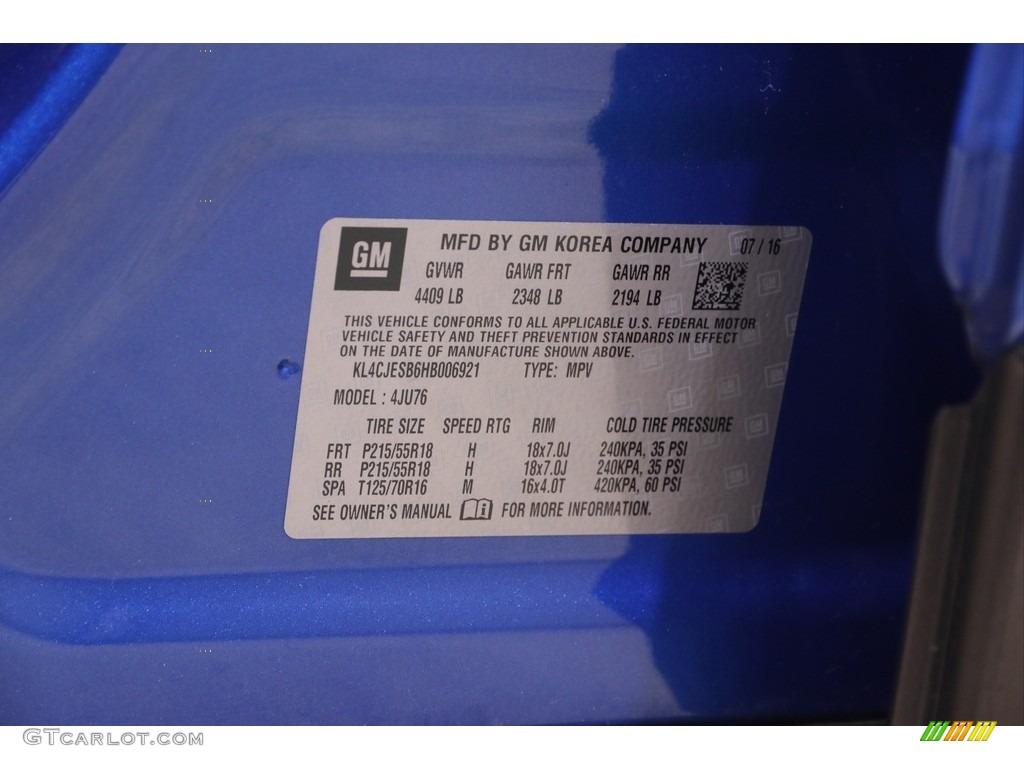 GM MFD BY GM KOREA COMPANY 07 / 16
GVWR GAWR FRT GAWR RR
4409 LB 2348 LB 2194 LB
THIS VEHICLE CONFORMS TO ALL APPLICABLE U.S. FEDERAL MOTOR
VEHICLE SAFETY AND THEFT PREVENTION STANDARDS IN EFFECT
ON THE DATE OF MANUFACTURE SHOWN ABOVE.
KL4CJESB6HB006921 TYPE: MPV
MODEL : 4JU76
TIRE SIZE SPEED RTG RIM COLD TIRE PRESSURE
FRT P215/55R18 H 18x7.0J 240KPA, 35 PSI
RR P215/55R18 H 18x7.0J 240KPA, 35 PSI
SPA T125/70R16 M 16x4.0T 420KPA, 60 PSI
SEE OWNER'S MANUAL FOR MORE INFORMATION.
GTCARLOT.COM